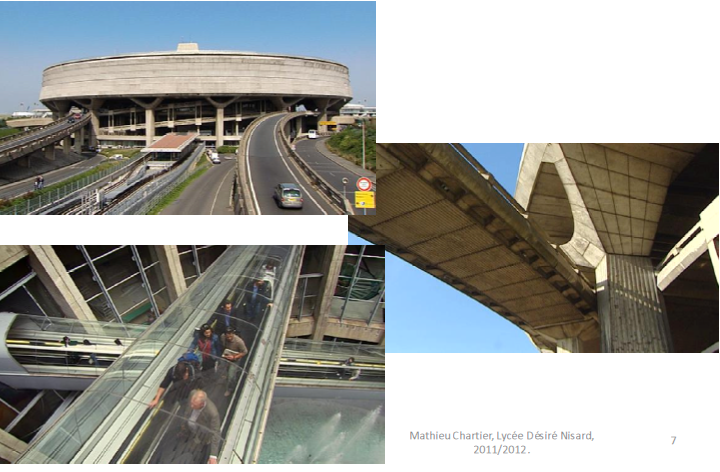 Mathieu Chartier, Lycée Désiré Nisard,
2011/2012.
7